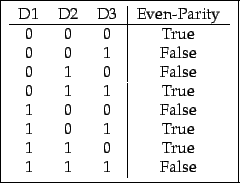 D1 D2 D3 Even-Parity
0 0 0 True
0 0 1 False
0 1 0 False
0 1 1 True
1 0 0 False
1 0 1 True
1 1 0 True
1 1 1 False